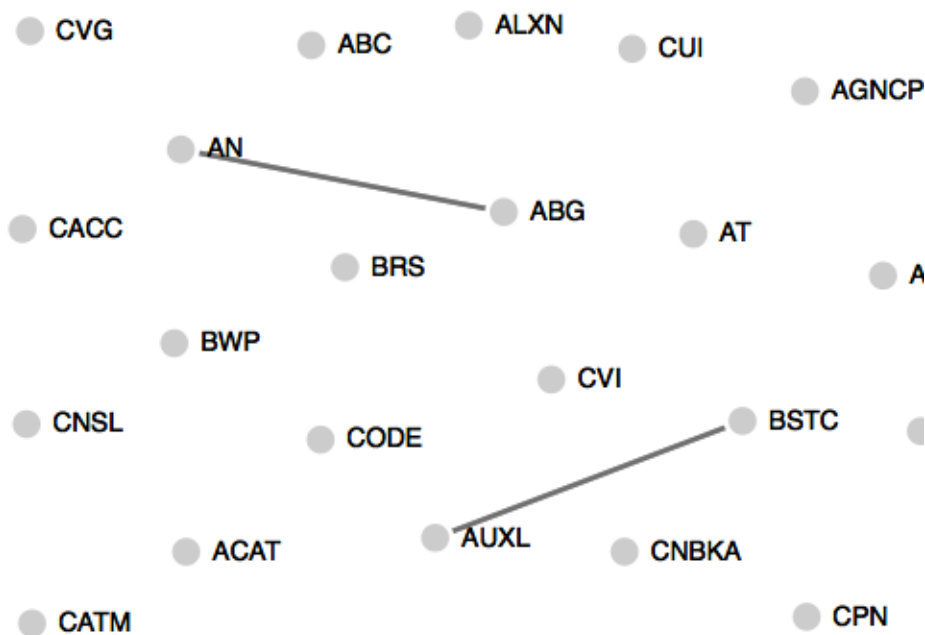 CVG
ABC
ALXN
CUI
AGNCP
AN
ABG
AT
CACC
BRS
A
BWP
CVI
CNSL
CODE
BSTC
ACAT
AUXL
CNBKA
CATM
CPN